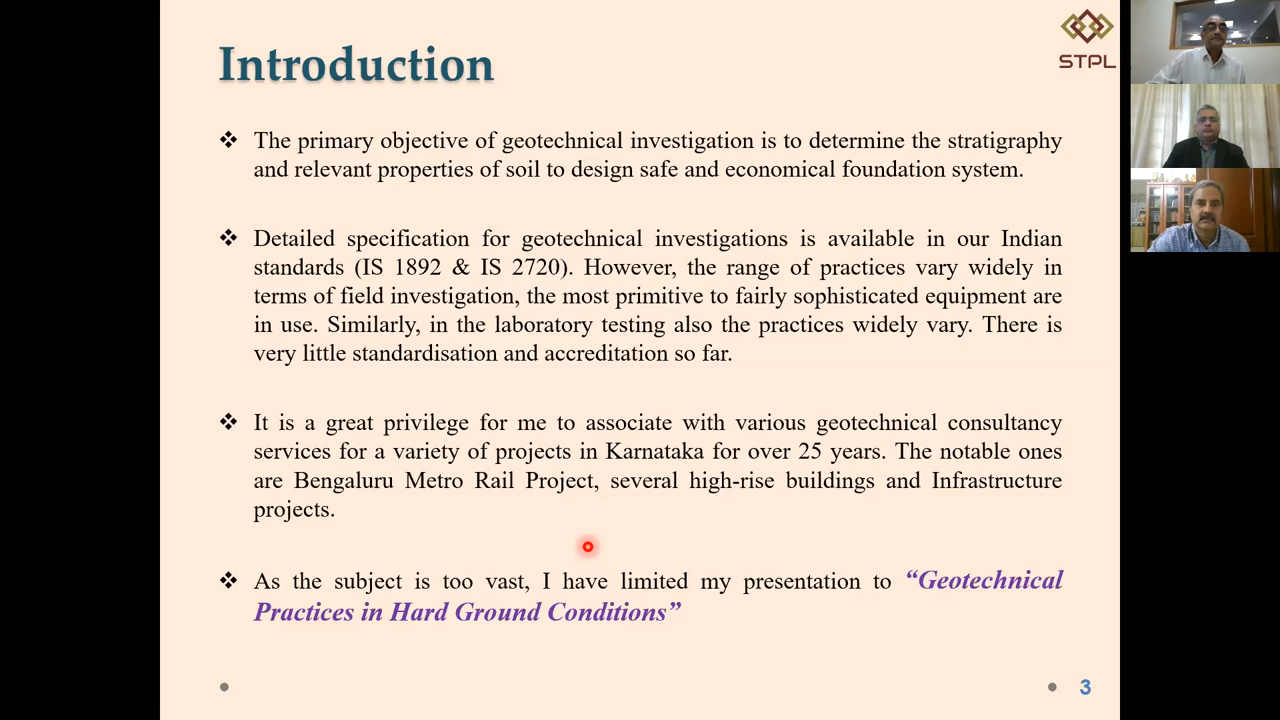 Introduction
STPL
❖ The primary objective of geotechnical investigation is to determine the stratigraphy
and relevant properties of soil to design safe and economical foundation system.
❖ Detailed specification for geotechnical investigations is available in our Indian
standards (IS 1892 & IS 2720). However, the range of practices vary widely in
terms of field investigation, the most primitive to fairly sophisticated equipment are
in use. Similarly, in the laboratory testing also the practices widely vary. There is
very little standardisation and accreditation so far.
❖ It is a great privilege for me to associate with various geotechnical consultancy
services for a variety of projects in Karnataka for over 25 years. The notable ones
are Bengaluru Metro Rail Project, several high-rise buildings and Infrastructure
projects.
❖ As the subject is too vast, I have limited my presentation to “Geotechnical
Practices in Hard Ground Conditions”
3